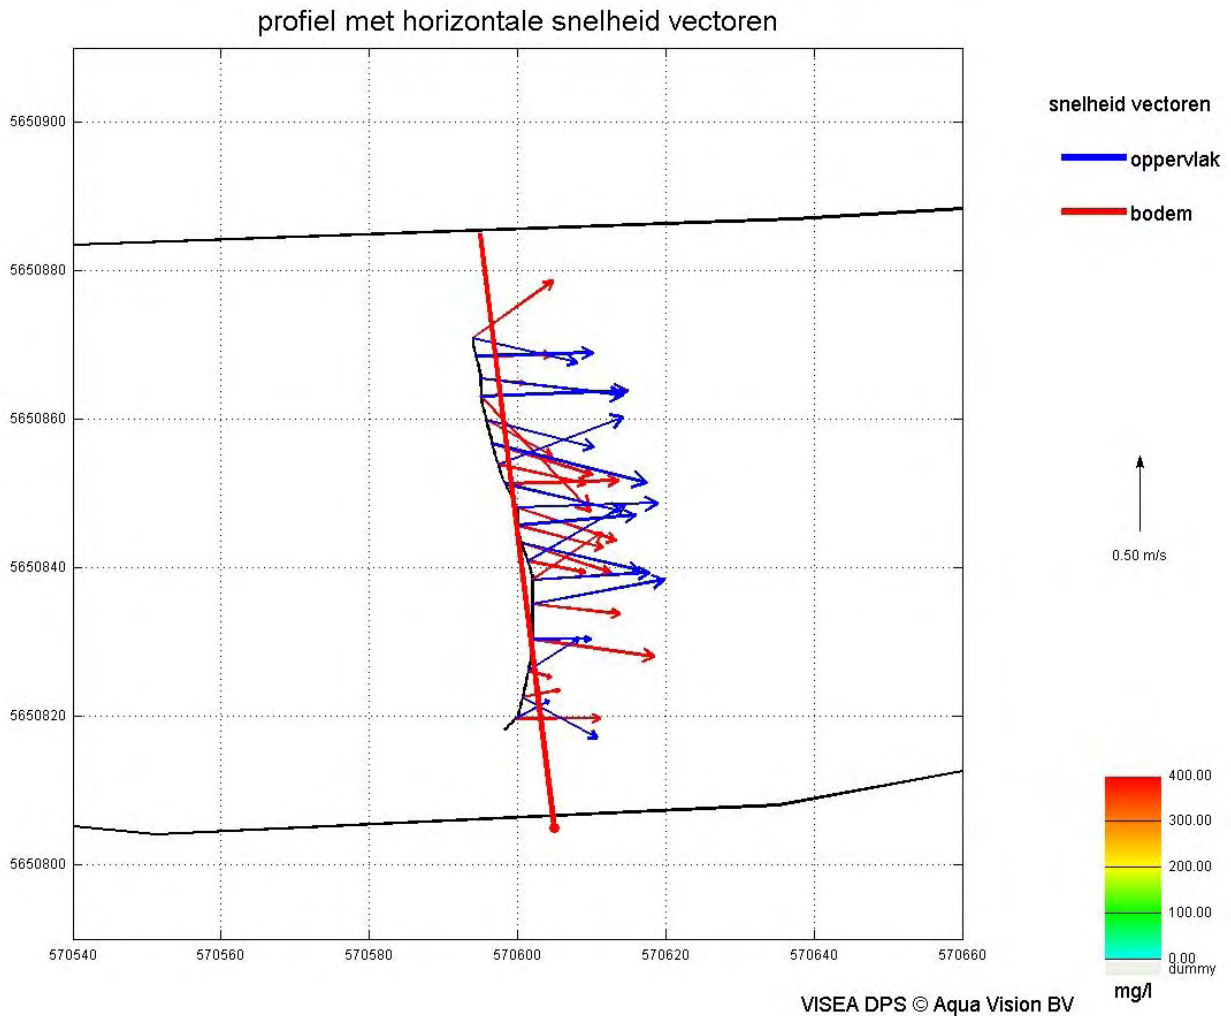 profiel met horizontale snelheid vectoren
snelheid vectoren
oppervlak
bodem
5650900
5650880
5650860
5650840
5650820
5650800
570540
570560
570580
570600
570620
570640
570660
0.50 m/s
400.00
300.00
200.00
100.00
0.00
dummy
mg/l
VISEA DPS © Aqua Vision BV